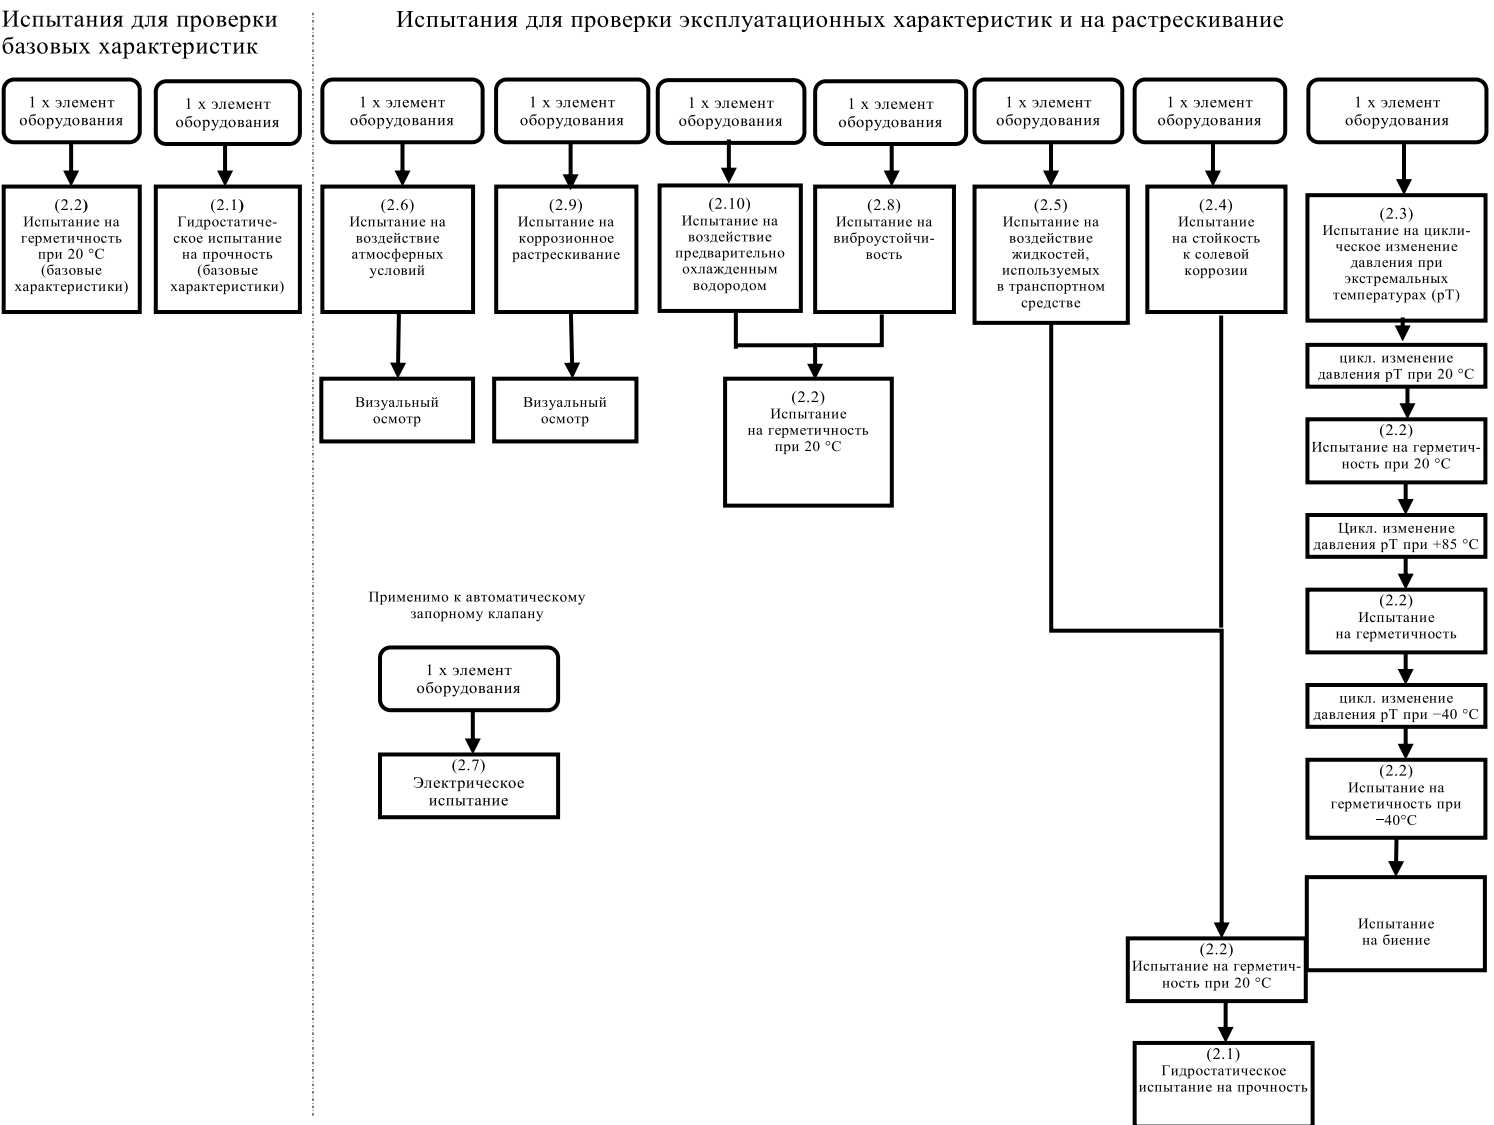 Испытания для проверки
базовых характеристик
Испытания для проверки эксплуатационных характеристик и на растрескивание
1 х элемент
оборудования
1 х элемент
оборудования
1 х элемент
оборудования
1 х элемент
оборудования
1 х элемент
оборудования
1 х элемент
оборудования
1 х элемент
оборудования
1 х элемент
оборудования
1 х элемент
оборудования
(2.2)
Испытание на
герметичность
при 20 °C
(базовые
характеристики)
(2.1)
Гидростатиче-
ское испытание
на прочность
(базовые
характеристики)
(2.6)
Испытание на
воздействие
атмосферных
условий
(2.9)
Испытание на
коррозионное
растрескивание
(2.10)
Испытание на
воздействие
предварительно
охлажденным
водородом
(2.8)
Испытание на
виброустойчи-
вость
(2.5)
Испытание на
воздействие
жидкостей,
используемых
в транспортном
средстве
(2.4)
Испытание
на стойкость
к солевой
коррозии
(2.3)
Испытание на цикли-
ческое изменение
давления при
экстремальных
температурах (рТ)
Визуальный
осмотр
Визуальный
осмотр
(2.2)
Испытание
на герметичность
при 20 °C
цикл. изменение
давления рТ при 20 °C
(2.2)
Испытание на герметич-
ность при 20 °C
Цикл. изменение
давления рТ при +85 °C
(2.2)
Испытание
на герметичность
цикл. изменение
давления рТ при −40 °C
(2.2)
Испытание на
герметичность при
−40°C
Испытание
на биение
Применимо к автоматическому
запорному клапану
1 х элемент
оборудования
(2.7)
Электрическое
испытание
(2.2)
Испытание на герметич-
ность при 20 °C
(2.1)
Гидростатическое
испытание на прочность